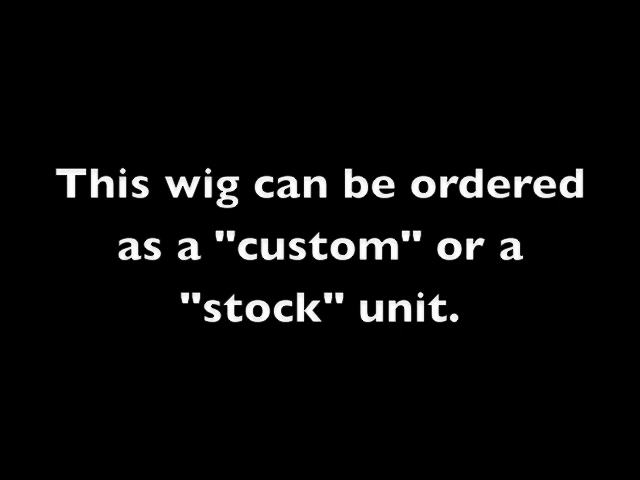 This wig can be ordered
as a "custom" or a
"stock" unit.